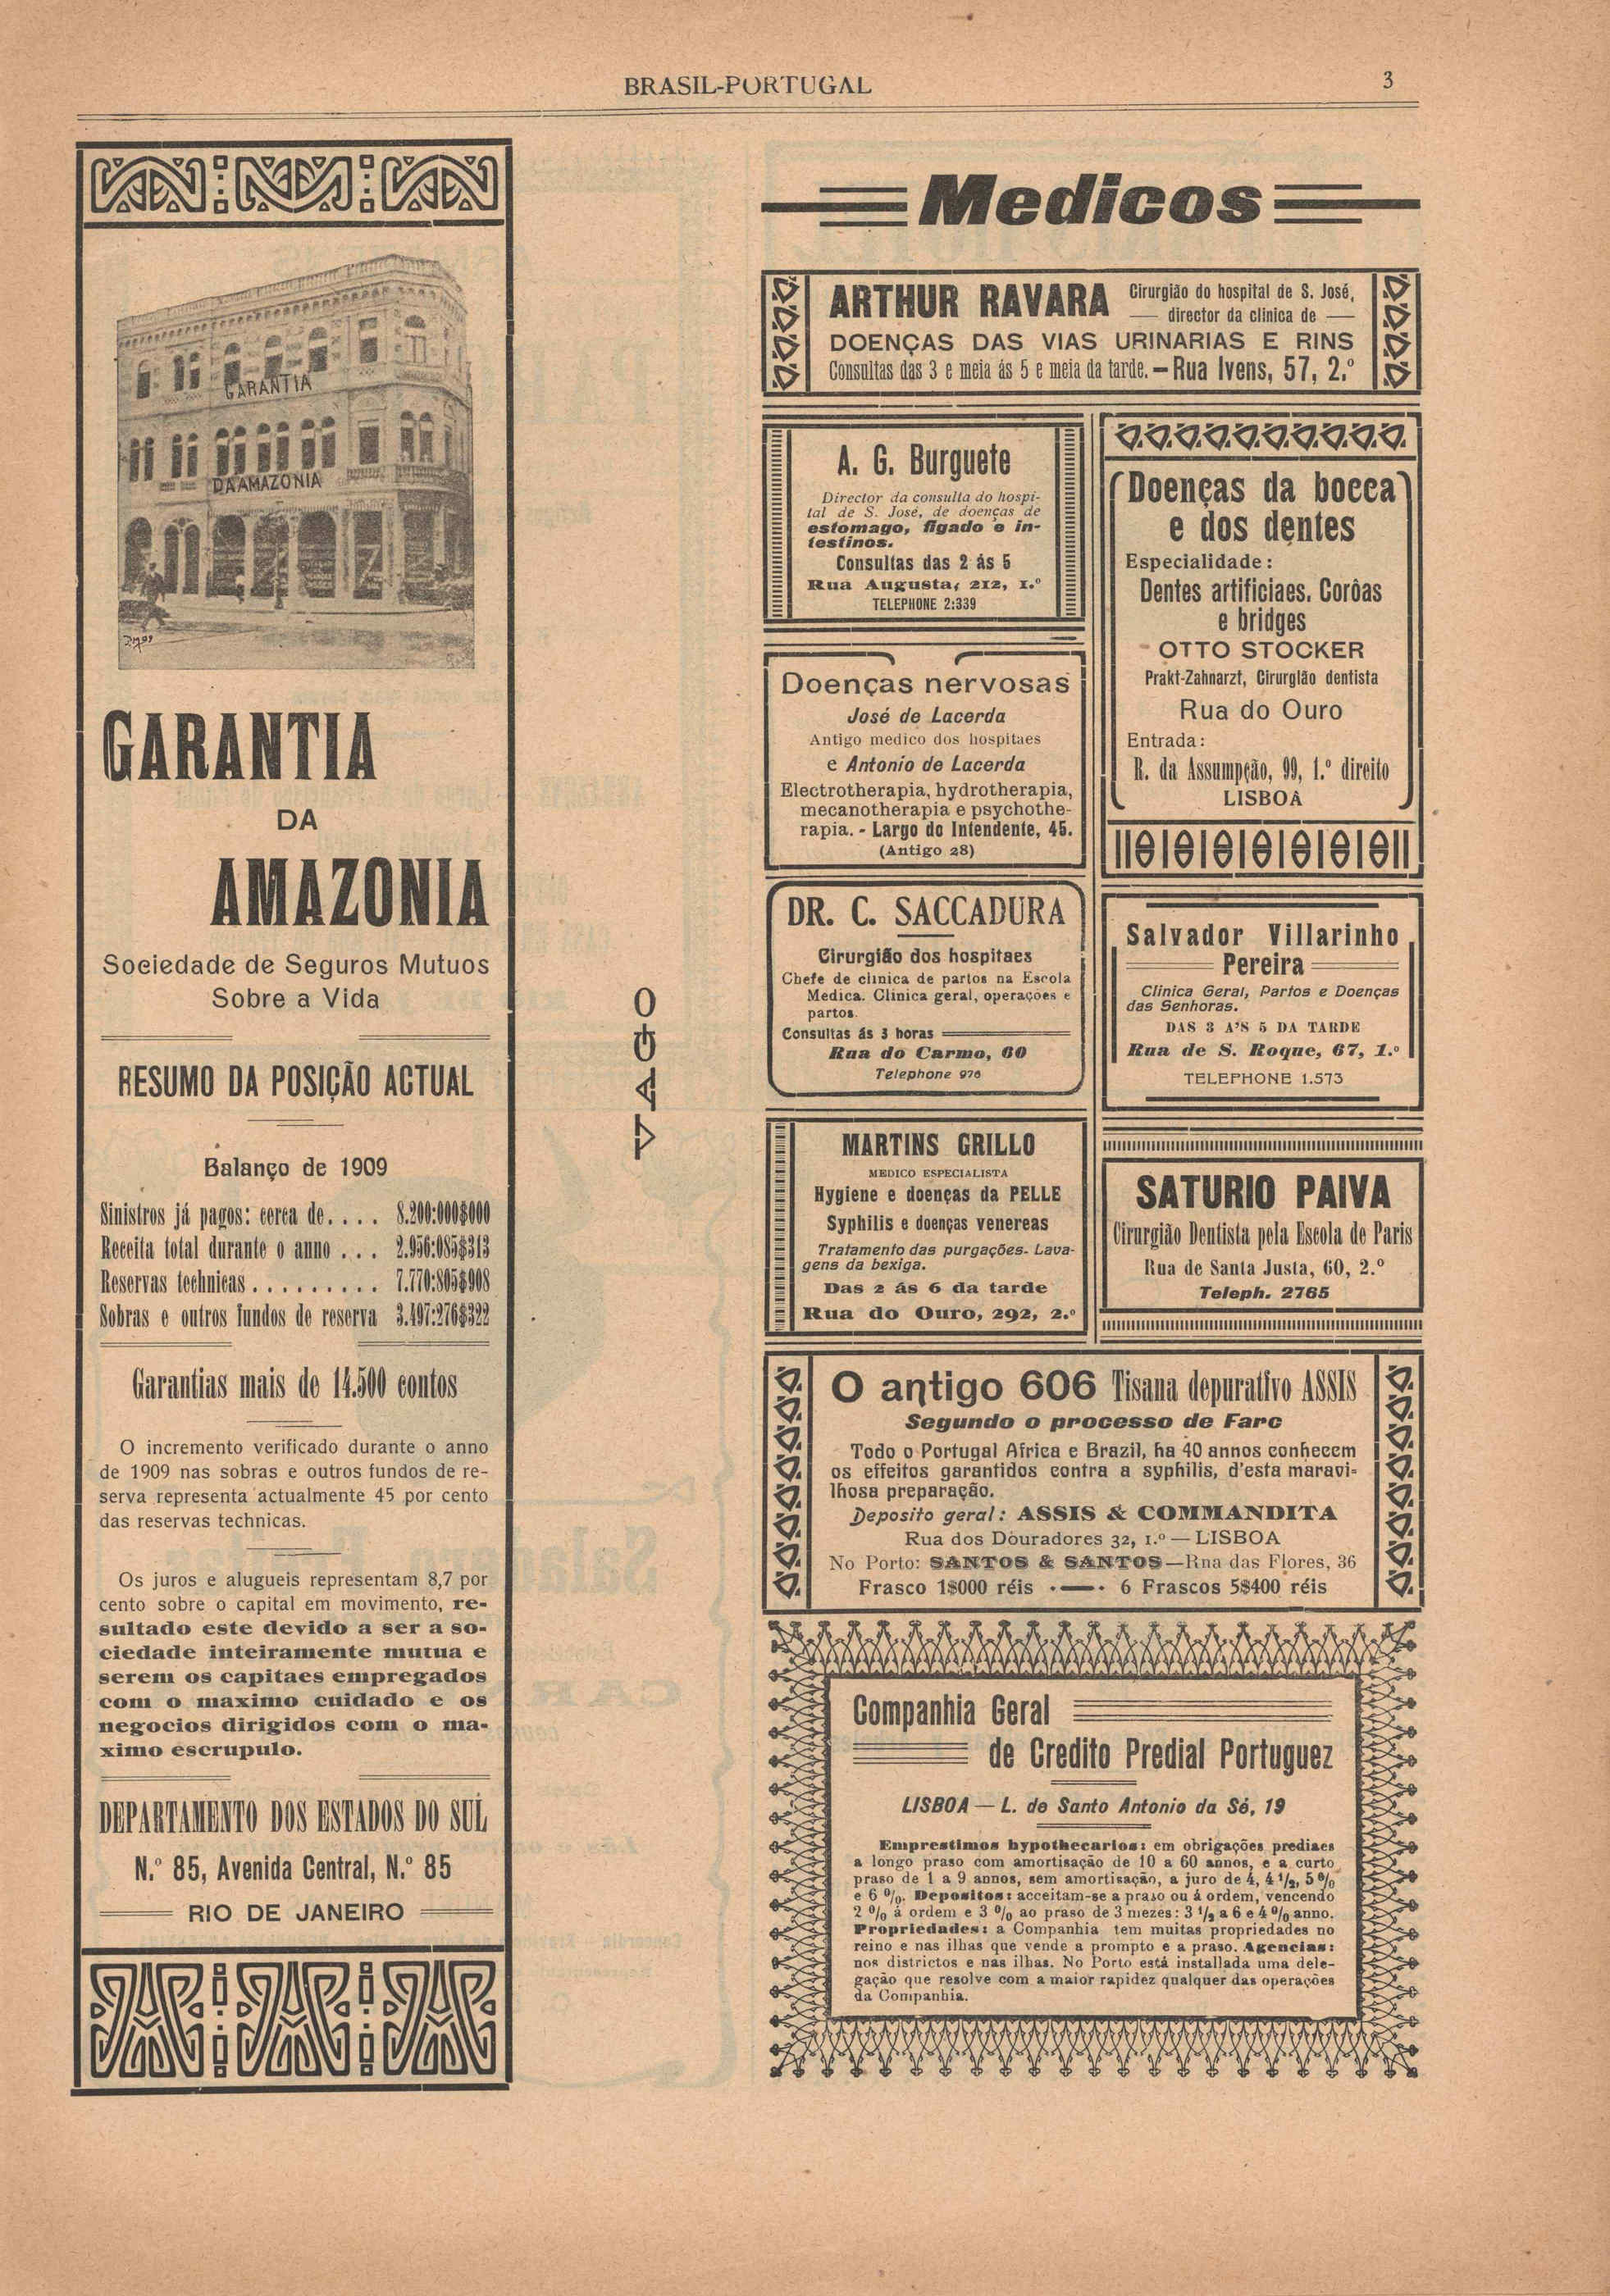 BRASIL-PORTUGAL
3
GARANTIA
DA AMAZONIA
GARANTIA
DA
AMAZONIA
Sociedade de Seguros Mutuos
Sobre a Vida
RESUMO DA POSIÇÃO ACTUAL
Balanço de 1909
Sinistros já pagos: cerca de.... 8.200:000$000
Receita total durante o anno... 2.956:085$313
Reservas technicas......... 7.770:805$908
Sobras e outros fundos de reserva 3.497:276$322
Garantias mais de 14.500 contos
O incremento verificado durante o anno
de 1909 nas sobras e outros fundos de re-
serva representa actualmente 45 por cento
das reservas technicas.
Os juros e alugueis representam 8,7 por
cento sobre o capital em movimento, re-
sultado este devido a ser a so-
ciedade inteiramente mutua e
serem os capitaes empregados
com o maximo cuidado e os
negocios dirigidos com o ma-
ximo escrupulo.
DEPARTAMENTO DOS ESTADOS DO SUL
N.º 85, Avenida Central, N.º 85
RIO DE JANEIRO
VAGO
Medicos
ARTHUR RAVARA Cirurgião do hospital de S. José,
— director da clinica de —
DOENÇAS DAS VIAS URINARIAS E RINS
Consultas das 3 e meia ás 5 e meia da tarde. — Rua Ivens, 57, 2.º
A. G. Burguete
Director da consulta do hospi-
tal de S. José, de doenças de
estomago, figado e in-
testinos.
Consultas das 2 ás 5
Rua Augusta, 212, 1.º
TELEPHONE 2:339
Doenças nervosas
José de Lacerda
Antigo medico dos hospitaes
e Antonio de Lacerda
Electrotherapia, hydrotherapia,
mecanotherapia e psychothe-
rapia. - Largo do Intendente, 45.
(Antigo 28)
DR. C. SACCADURA
Cirurgião dos hospitaes
Chefe de clinica de partos na Escola
Medica. Clinica geral, operações e
partos.
Consultas ás 3 horas
Rua do Carmo, 60
Telephone 976
MARTINS GRILLO
MEDICO ESPECIALISTA
Hygiene e doenças da PELLE
Syphilis e doenças venereas
Tratamento das purgações- Lava-
gens da bexiga.
Das 2 ás 6 da tarde
Rua do Ouro, 292, 2.º
Doenças da bocca
e dos dentes
Especialidade:
Dentes artificiaes. Corôas
e bridges
OTTO STOCKER
Prakt-Zahnarzt, Cirurgião dentista
Rua do Ouro
Entrada:
R. da Assumpção, 99, 1.º direito
LISBOA
Salvador Villarinho
Pereira
Clinica Geral, Partos e Doenças
das Senhoras.
DAS 3 A'S 5 DA TARDE
Rua de S. Roque, 67, 1.º
TELEPHONE 1.573
SATURIO PAIVA
Cirurgião Dentista pela Escola de Paris
Rua de Santa Justa, 60, 2.º
Teleph. 2765
O antigo 606 Tisana depurativo ASSIS
Segundo o processo de Farc
Todo o Portugal Africa e Brazil, ha 40 annos conhecem
os effeitos garantidos contra a syphilis, d'esta maravi-
lhosa preparação.
Deposito geral: ASSIS & COMMANDITA
Rua dos Douradores 32, 1.º — LISBOA
No Porto: SANTOS & SANTOS—Rna das Flores, 36
Frasco 1$000 réis · — · 6 Frascos 5$400 réis
Companhia Geral
de Credito Predial Portuguez
LISBOA — L. de Santo Antonio da Sé, 19
Emprestimos hypothecarios: em obrigações prediaes
a longo praso com amortisação de 10 a 60 annos, e a curto
praso de 1 a 9 annos, sem amortisação, a juro de 4, 4 1/2, 5 %
e 6 %. Depositos: acceitam-se a praso ou á ordem, vencendo
2 % á ordem e 3 % ao praso de 3 mezes: 3 1/2 a 6 e 4 % anno.
Propriedades: a Companhia tem muitas propriedades no
reino e nas ilhas que vende a prompto e a praso. Agencias:
nos districtos e nas ilhas. No Porto está installada uma dele-
gação que resolve com a maior rapidez qualquer das operações
da Companhia.